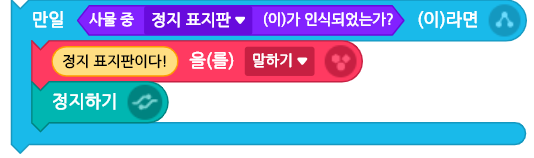 만일 사물 중 정지 표지판 (이)가 인식되었는가? (이)라면
정지 표지판이다! 을(를) 말하기
정지하기